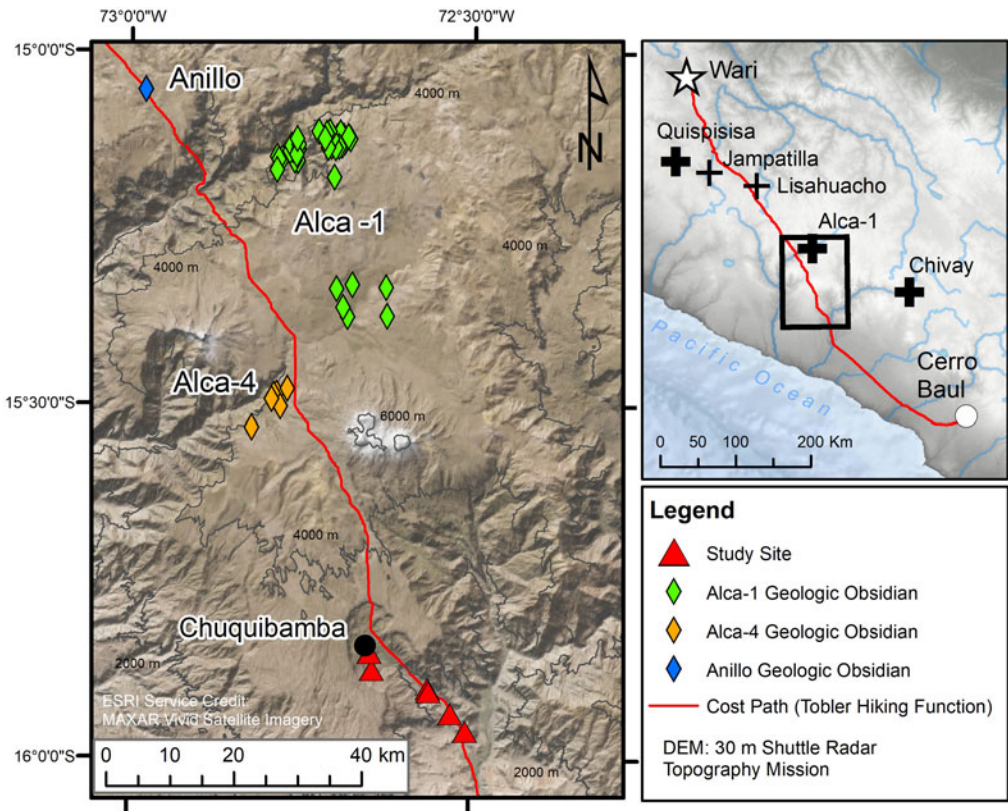 73°0'0"W
72°30'0"W
15°0'0"S
15°30'0"S
16°0'0"S
Anillo
4000 m
N
Alca -1
4000 m
4000 m
Alca-4
6000 m
4000 m
Chuquibamba
2000 m
ESRI Service Credit
MAXAR Vivid Satellite Imagery
0 10 20 40 km
2000 m
Wari
Quispisisa
Jampatilla
Lisahuacho
Alca-1
Chivay
Pacific Ocean
Cerro
Baul
0 50 100 200 Km
Legend
Study Site
Alca-1 Geologic Obsidian
Alca-4 Geologic Obsidian
Anillo Geologic Obsidian
Cost Path (Tobler Hiking Function)
DEM: 30 m Shuttle Radar
Topography Mission